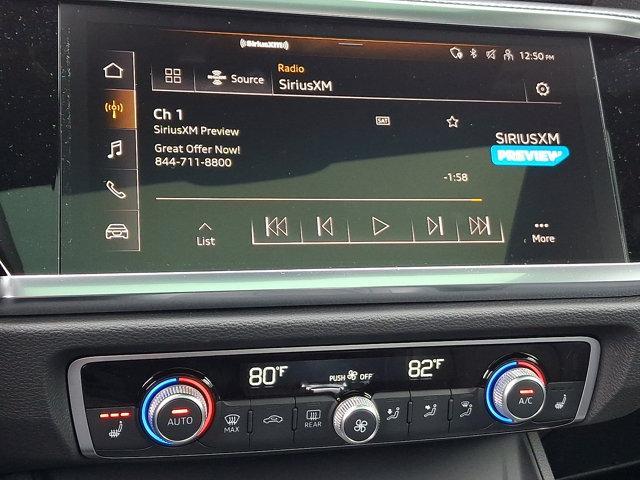 ((SiriusXM))
12:50 PM
Radio
Source
SiriusXM
Ch 1
SAT
SiriusXM Preview
Great Offer Now!
844-711-8800
SIRIUSXM
PREVIEW
-1:58
List
More
80°F
PUSH OFF
82°F
AUTO
MAX
REAR
A/C